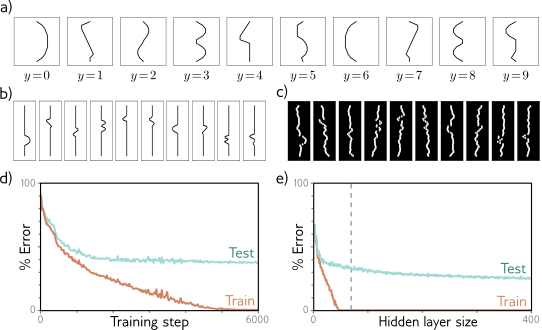 a)
y=0 y=1 y=2 y=3 y=4 y=5 y=6 y=7 y=8 y=9
b)
c)
d)
100
% Error
Test
Train
0
0 Training step 6000
e)
100
% Error
Test
Train
0
0 Hidden layer size 400